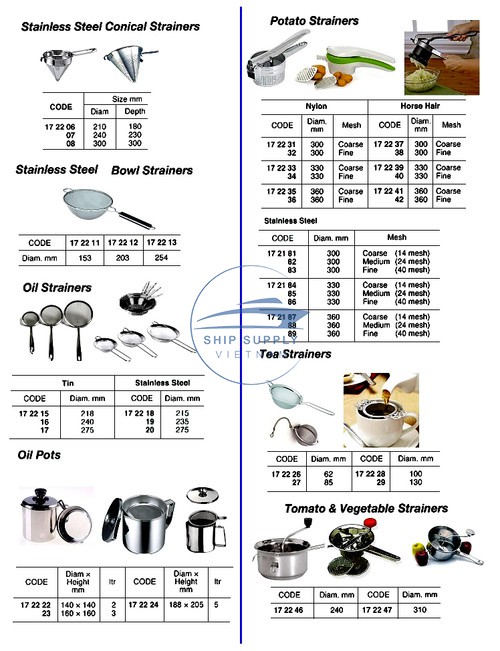 Stainless Steel Conical Strainers
CODE Size mm
Diam Depth
17 22 06 210 180
07 240 230
08 300 300
Stainless Steel Bowl Strainers
CODE 17 22 11 17 22 12 17 22 13
Diam. mm 153 203 254
Oil Strainers
Tin Stainless Steel
CODE Diam. mm CODE Diam. mm
17 22 15 218 17 22 18 215
16 240 19 235
17 275 20 275
Oil Pots
CODE Diam × Height mm ltr CODE Diam × Height mm ltr
17 22 22 140 × 140 2 17 22 24 188 × 205 5
23 160 × 160 3
Potato Strainers
Nylon Horse Hair
CODE Diam. mm Mesh CODE Diam. mm Mesh
17 22 31 300 Coarse 17 22 37 300 Coarse
32 300 Fine 38 300 Fine
17 22 33 330 Coarse 17 22 39 330 Coarse
34 330 Fine 40 330 Fine
17 22 35 360 Coarse 17 22 41 360 Coarse
36 360 Fine 42 360 Fine
Stainless Steel
CODE Diam. mm Mesh
17 21 81 300 Coarse (14 mesh)
82 300 Medium (24 mesh)
83 300 Fine (40 mesh)
17 21 84 330 Coarse (14 mesh)
85 330 Medium (24 mesh)
86 330 Fine (40 mesh)
17 21 87 360 Coarse (14 mesh)
88 360 Medium (24 mesh)
89 360 Fine (40 mesh)
SHIP SUPPLY
VIETNAM
Tea Strainers
CODE Diam. mm CODE Diam. mm
17 22 26 62 17 22 28 100
27 85 29 130
Tomato & Vegetable Strainers
CODE Diam. mm CODE Diam. mm
17 22 46 240 17 22 47 310